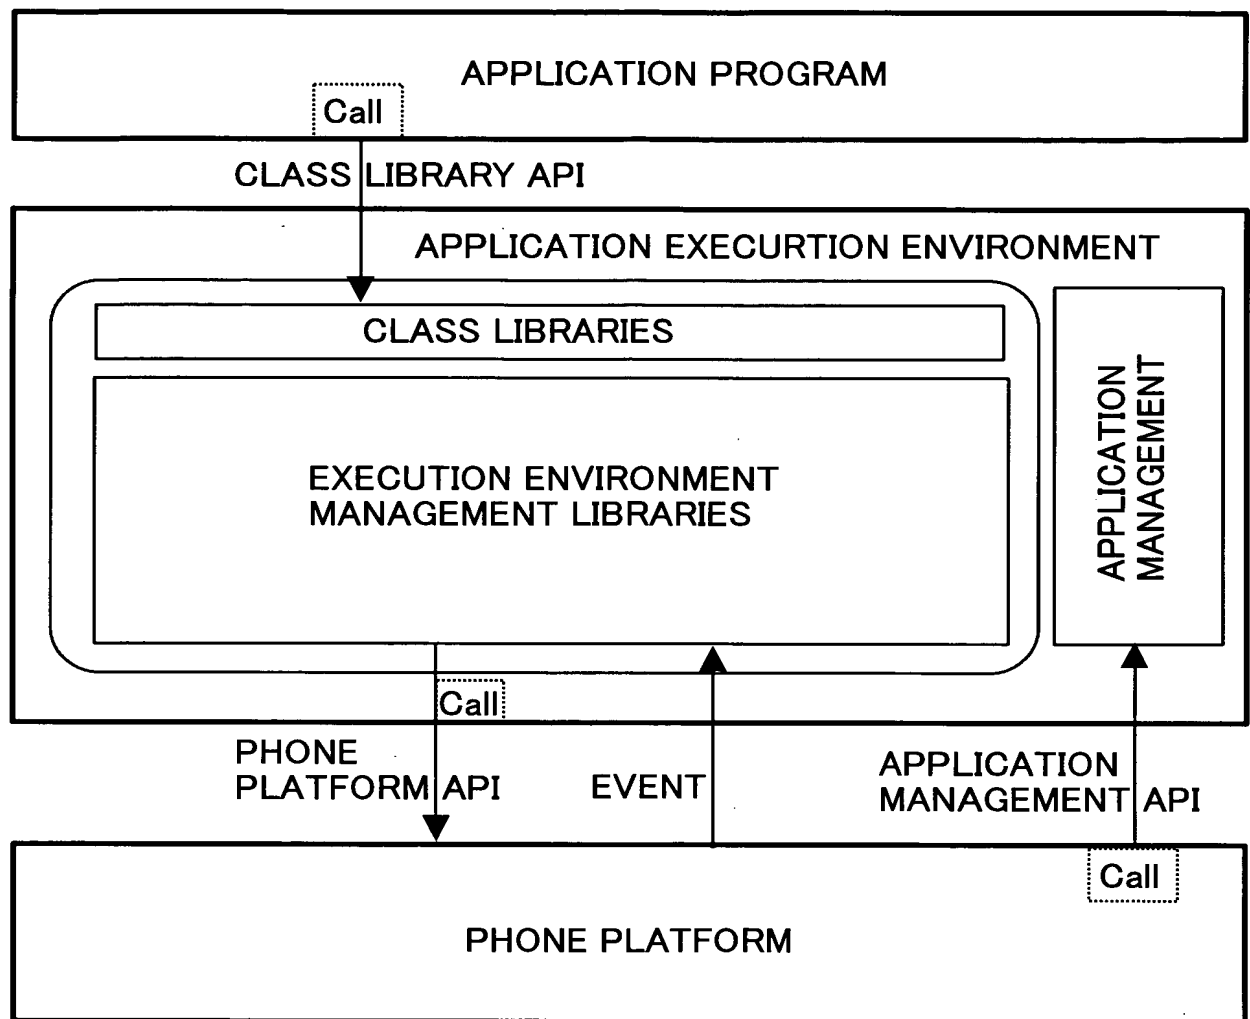 APPLICATION PROGRAM
Call
CLASS LIBRARY API
APPLICATION EXECURTION ENVIRONMENT
CLASS LIBRARIES
EXECUTION ENVIRONMENT
MANAGEMENT LIBRARIES
APPLICATION
MANAGEMENT
Call
PHONE
PLATFORM API
EVENT
APPLICATION
MANAGEMENT API
Call
PHONE PLATFORM